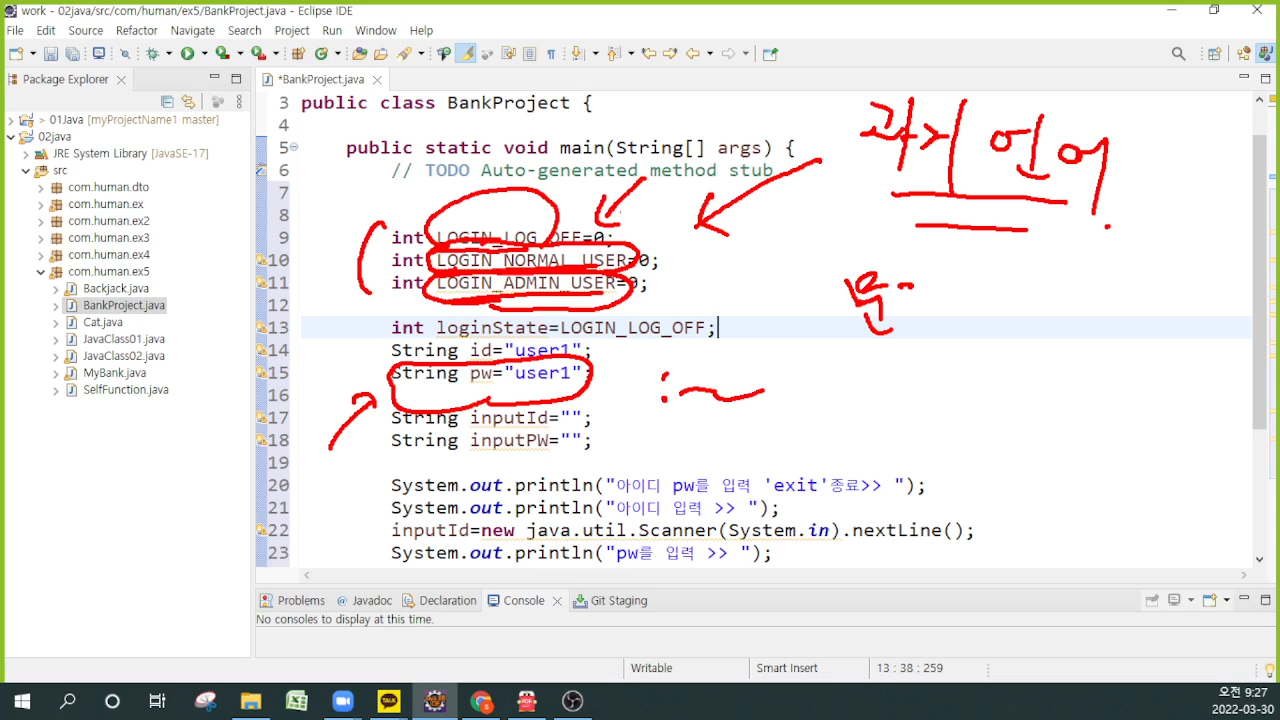 work - 02java/src/com/human/ex5/BankProject.java - Eclipse IDE
File Edit Source Refactor Navigate Search Project Run Window Help
Package Explorer
*BankProject.java
01Java [myProjectName1 master]
02java
JRE System Library [JavaSE-17]
src
com.human.dto
com.human.ex
com.human.ex2
com.human.ex3
com.human.ex4
com.human.ex5
Backjack.java
BankProject.java
Cat.java
JavaClass01.java
JavaClass02.java
MyBank.java
SelfFunction.java
3 public class BankProject {
4
5 public static void main(String[] args) {
6 // TODO Auto-generated method stub
7
8
9 int LOGIN_LOG_OFF=0;
10 int LOGIN_NORMAL_USER=0;
11 int LOGIN_ADMIN_USER=0;
12
13 int loginState=LOGIN_LOG_OFF;
14 String id="user1";
15 String pw="user1";
16
17 String inputId="";
18 String inputPW="";
19
20 System.out.println("아이디 pw를 입력 'exit'종료>> ");
21 System.out.println("아이디 입력 >> ");
22 inputId=new java.util.Scanner(System.in).nextLine();
23 System.out.println("pw를 입력 >> ");
과거 언어
Problems Javadoc Declaration Console Git Staging
No consoles to display at this time.
Writable Smart Insert 13 : 38 : 259
TALK
PDF
오전 9:27
2022-03-30